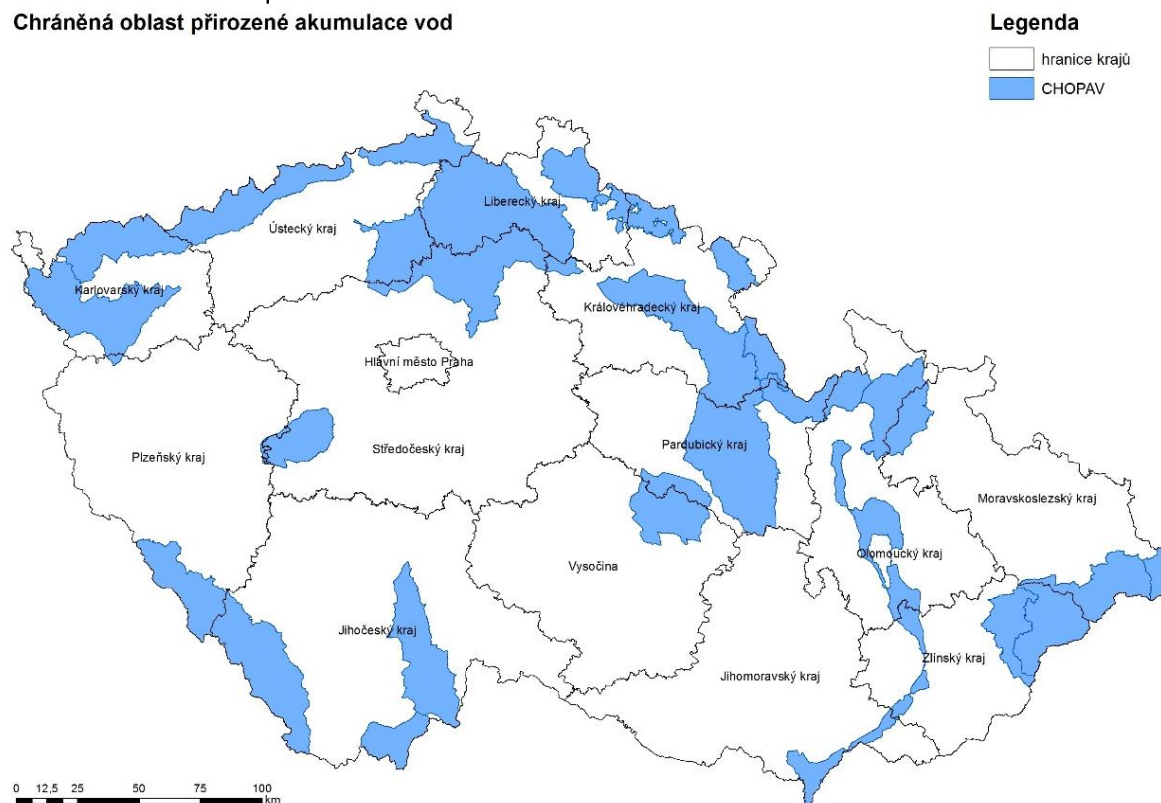 Chráněná oblast přirozené akumulace vod
Legenda
hranice krajů
CHOPAV
Liberecký kraj
Ústecký kraj
Karlovarský kraj
Královéhradecký kraj
Hlavní město Praha
Plzeňský kraj
Středočeský kraj
Pardubický kraj
Moravskoslezský kraj
Olomoucký kraj
Vysočina
Jihočeský kraj
Zlínský kraj
Jihomoravský kraj
0 12,5 25 50 75 100
km